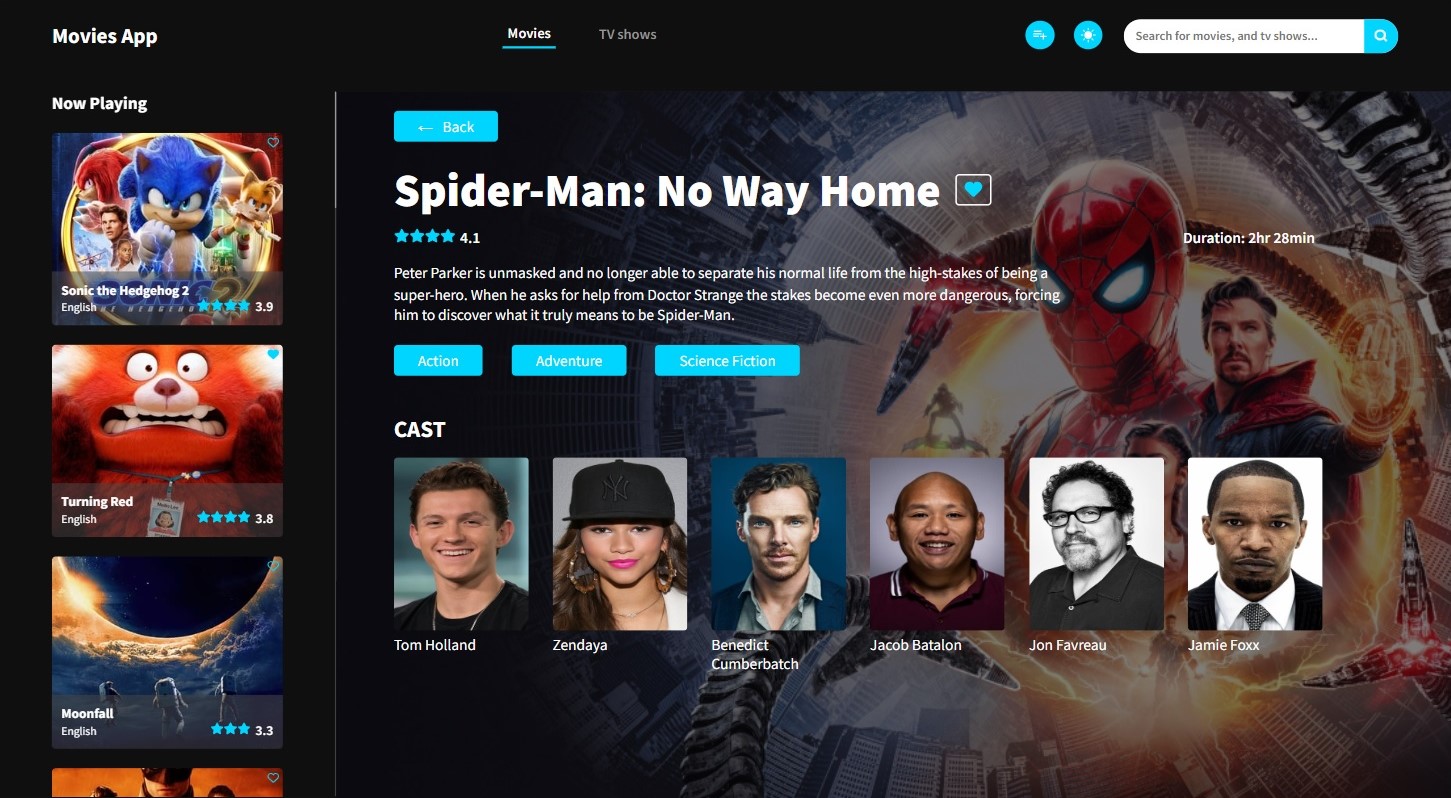 Movies App
Movies
TV shows
Search for movies, and tv shows...
Now Playing
Sonic the Hedgehog 2
English
3.9
Turning Red
English
3.8
Moonfall
English
3.3
← Back
Spider-Man: No Way Home
4.1
Duration: 2hr 28min
Peter Parker is unmasked and no longer able to separate his normal life from the high-stakes of being a
super-hero. When he asks for help from Doctor Strange the stakes become even more dangerous, forcing
him to discover what it truly means to be Spider-Man.
Action
Adventure
Science Fiction
CAST
Tom Holland
Zendaya
Benedict
Cumberbatch
Jacob Batalon
Jon Favreau
Jamie Foxx